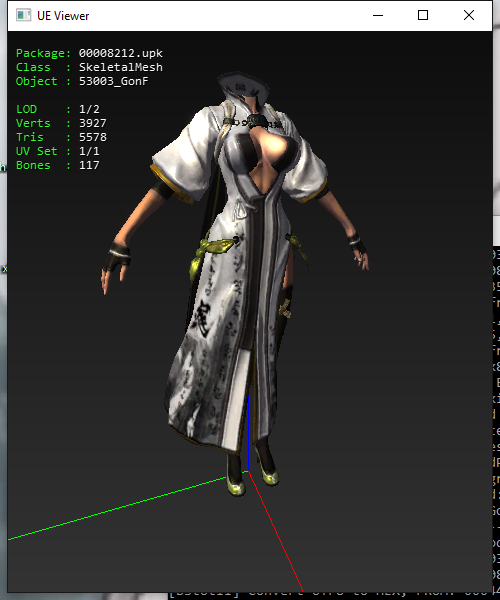 UE Viewer
Package: 00008212.upk
Class : SkeletalMesh
Object : 53003_GonF
LOD : 1/2
Verts : 3927
Tris : 5578
UV Set : 1/1
Bones : 117